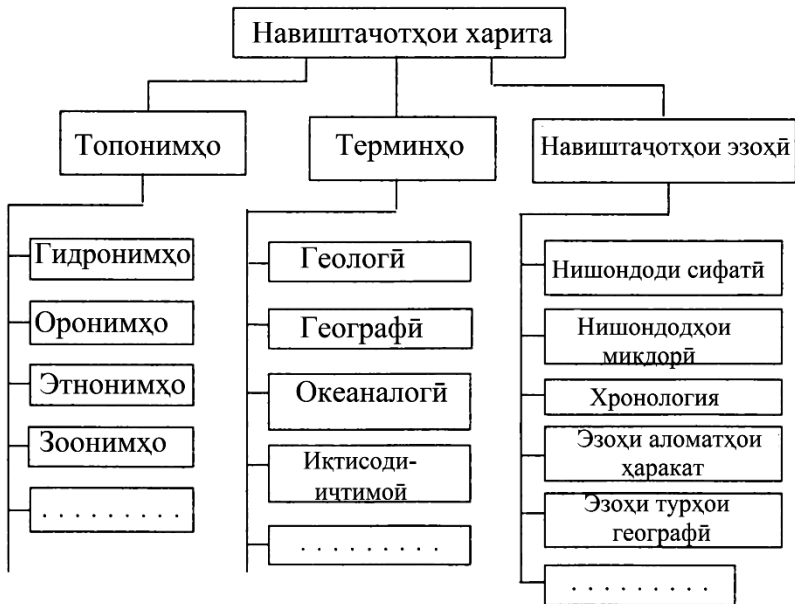 Навиштаҷотҳои харита
Топонимҳо
Гидронимҳо
Оронимҳо
Этнонимҳо
Зоонимҳо
. . . . . . . . .
Терминҳо
Геологӣ
Географӣ
Океаналогӣ
Иқтисоди-
иҷтимоӣ
. . . . . . . . .
Навиштаҷотҳои эзоҳӣ
Нишондоди сифатӣ
Нишондодҳои
миқдорӣ
Хронология
Эзоҳи аломатҳои
ҳаракат
Эзоҳи турҳои
географӣ
. . . . . . . . .